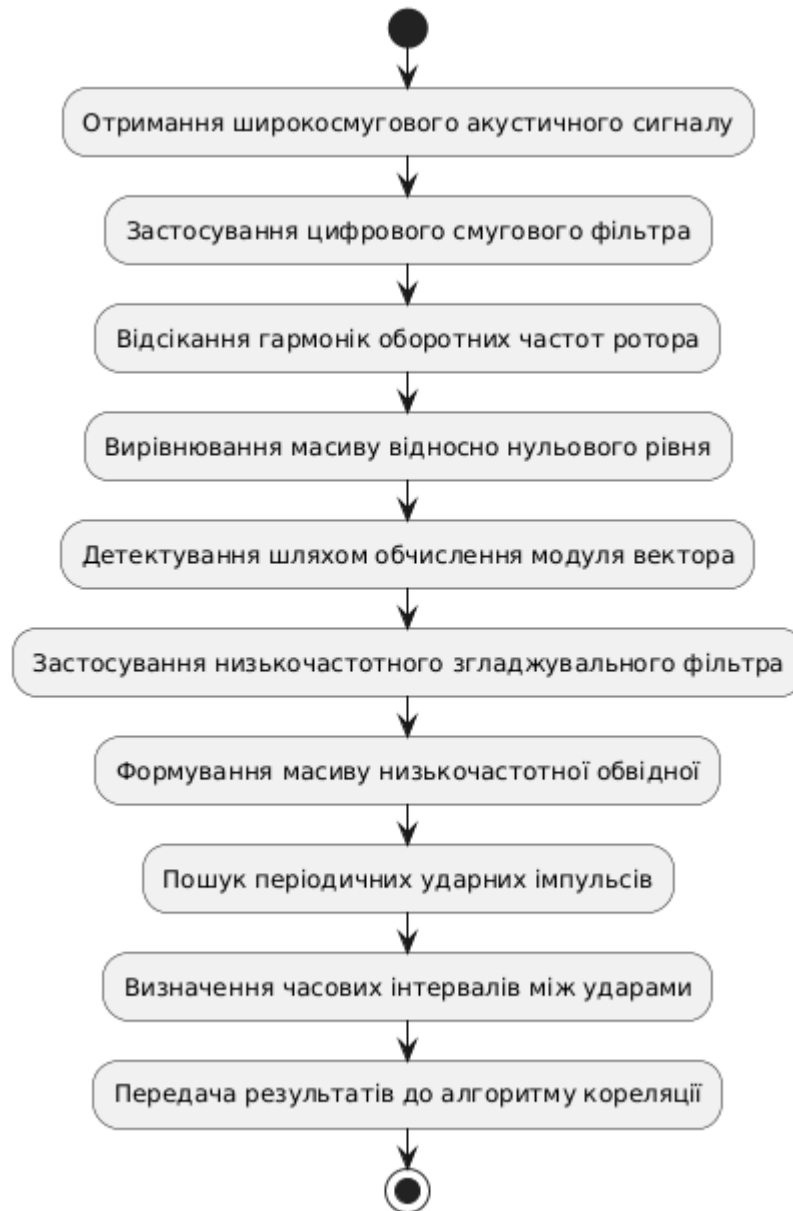 Отримання широкосмугового акустичного сигналу
Застосування цифрового смугового фільтра
Відсікання гармонік оборотних частот ротора
Вирівнювання масиву відносно нульового рівня
Детектування шляхом обчислення модуля вектора
Застосування низькочастотного згладжувального фільтра
Формування масиву низькочастотної обвідної
Пошук періодичних ударних імпульсів
Визначення часових інтервалів між ударами
Передача результатів до алгоритму кореляції